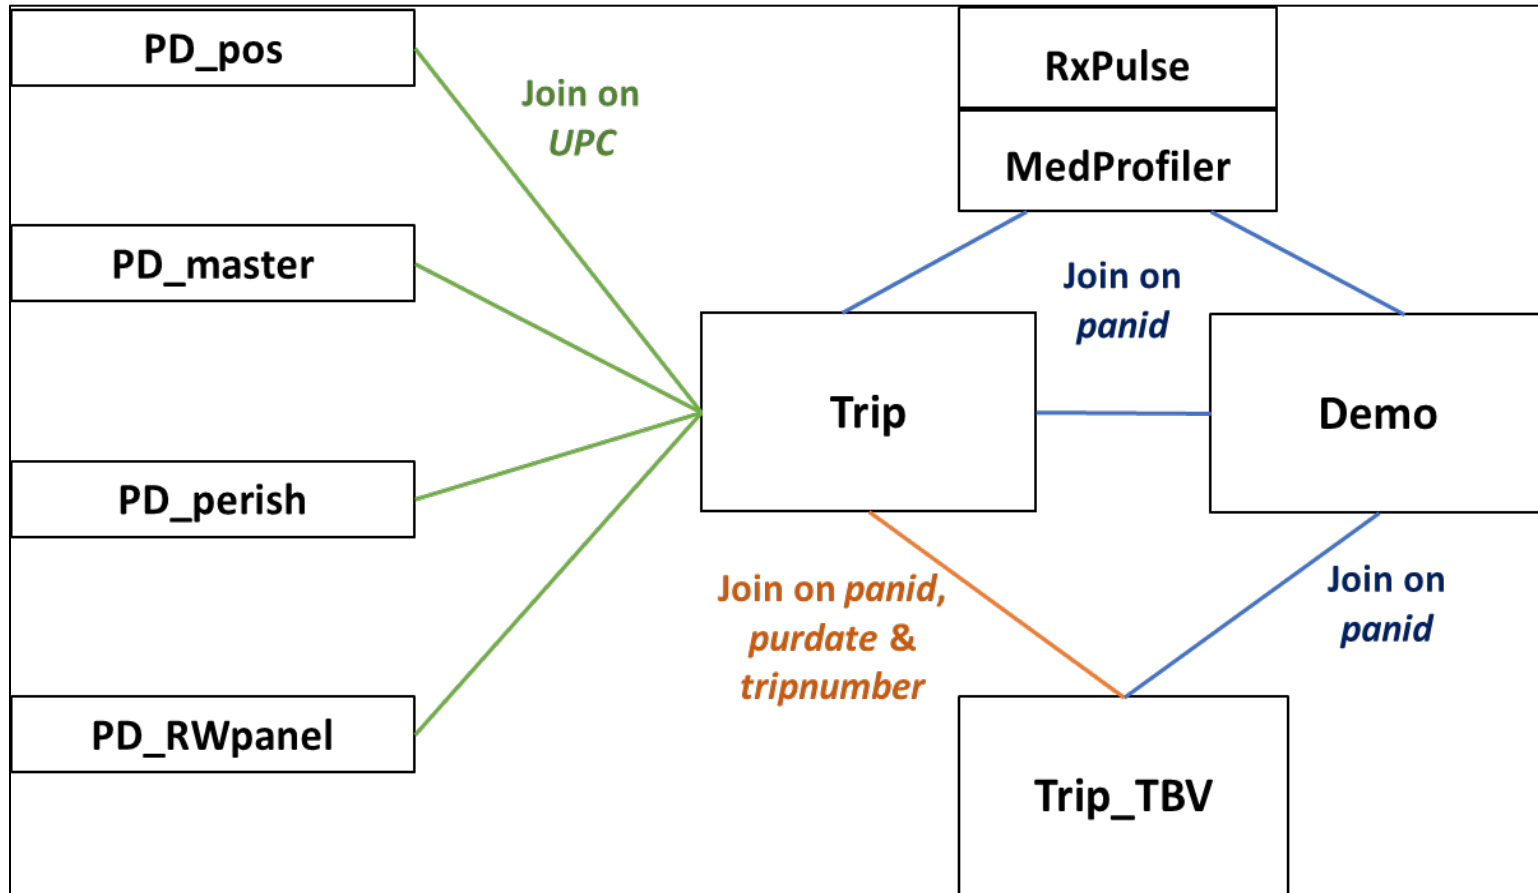 PD_pos
Join on
UPC
RxPulse
MedProfiler
PD_master
Join on
panid
Trip
Demo
PD_perish
Join on panid,
purdate &
tripnumber
Join on
panid
PD_RWpanel
Trip_TBV